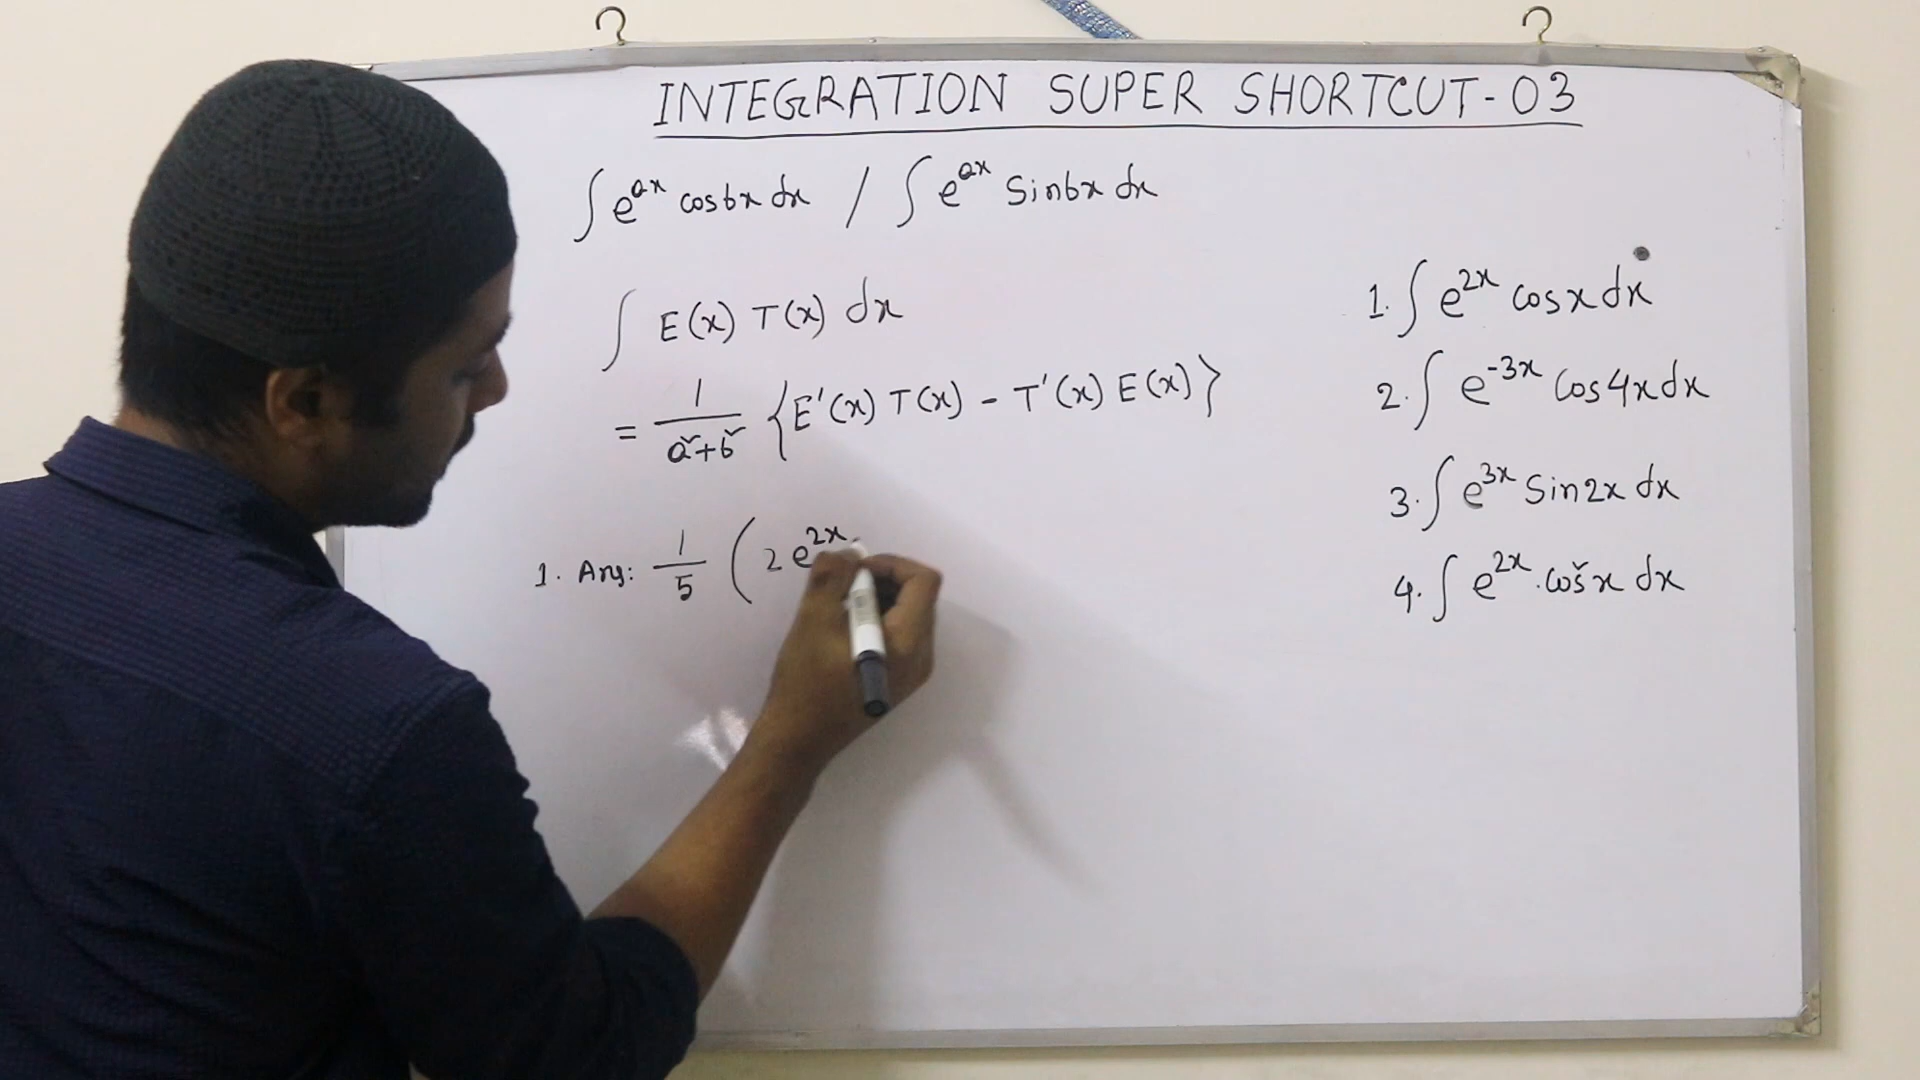 INTEGRATION SUPER SHORTCUT-03
∫ e^{ax} cosbx dx / ∫ e^{ax} Sinbx dx
∫ E(x) T(x) dx
= 1/(a²+b²) {E'(x) T(x) - T'(x) E(x)}
1. Ans: 1/5 (2 e^{2x}
1. ∫ e^{2x} cosx dx
2. ∫ e^{-3x} Cos4x dx
3. ∫ e^{3x} Sin2x dx
4. ∫ e^{2x}.cos²x dx